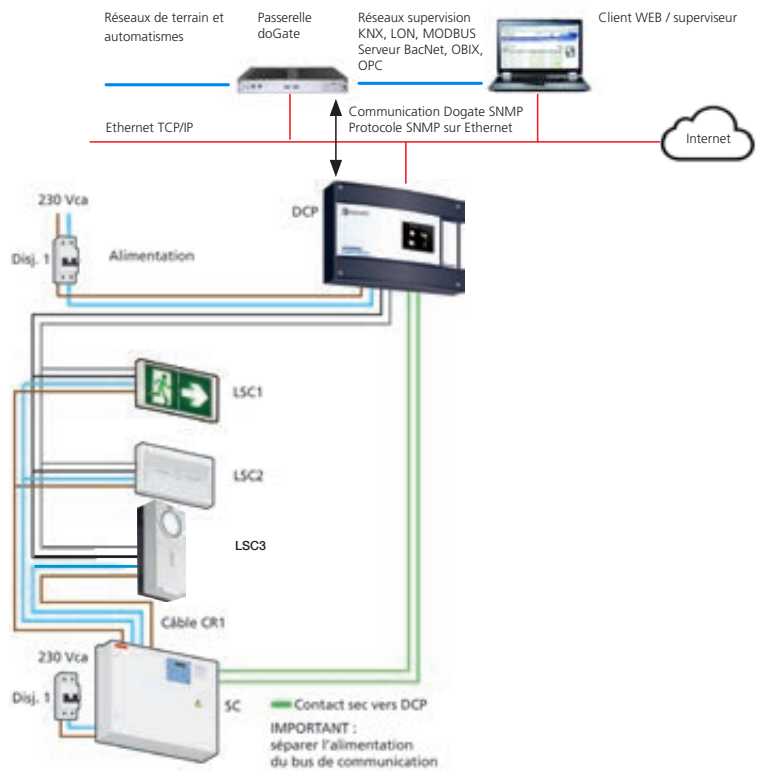 Réseaux de terrain et
automatismes
Passerelle
doGate
Réseaux supervision
KNX, LON, MODBUS
Serveur BacNet, OBIX,
OPC
Client WEB / superviseur
Communication Dogate SNMP
Protocole SNMP sur Ethernet
Ethernet TCP/IP
Internet
230 Vca
DCP
Disj. 1
Alimentation
LSC1
LSC2
LSC3
Câble CR1
230 Vca
Disj. 1
SC
Contact sec vers DCP
IMPORTANT :
séparer l'alimentation
du bus de communication